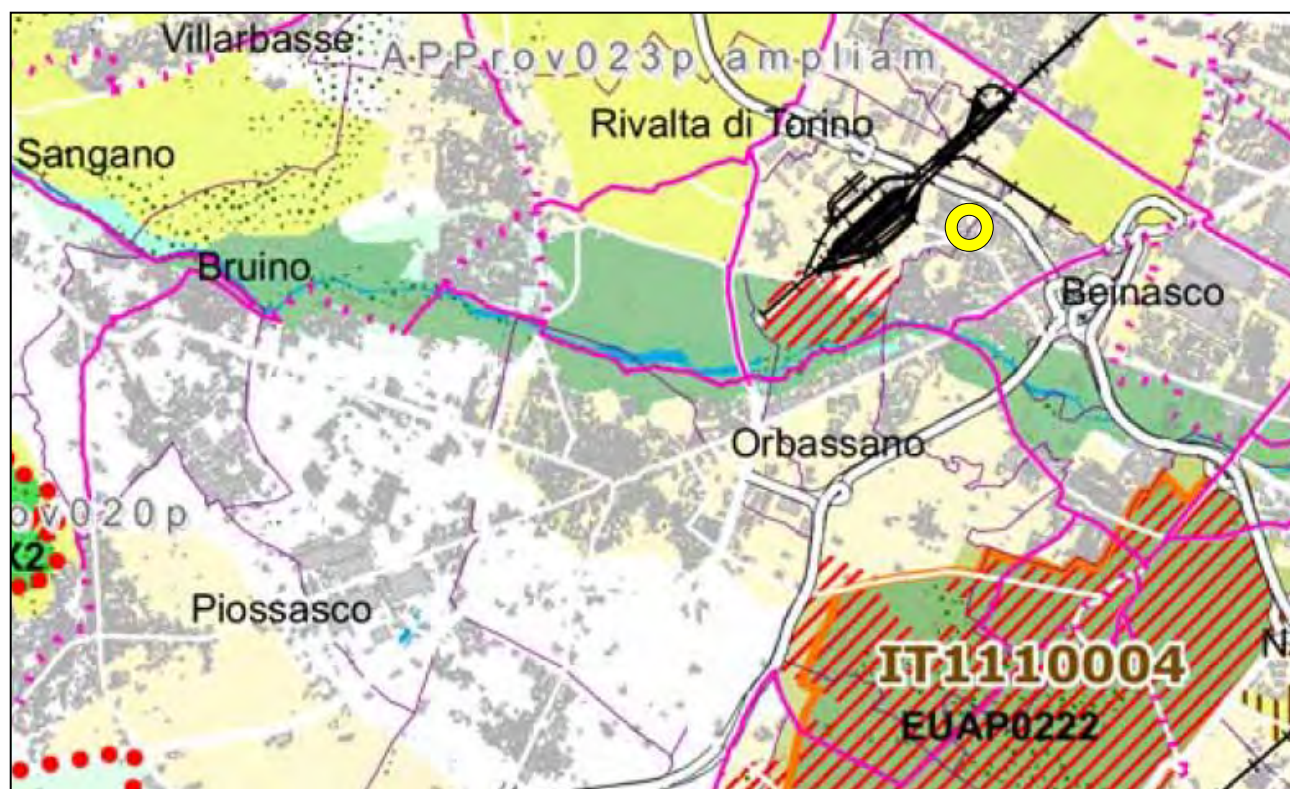 Villarbasse
APProv023p ampliam
Rivalta di Torino
Sangano
Bruino
Beinasco
Orbassano
ov020p
X2
Piossasco
IT1110004
N
EUAP0222